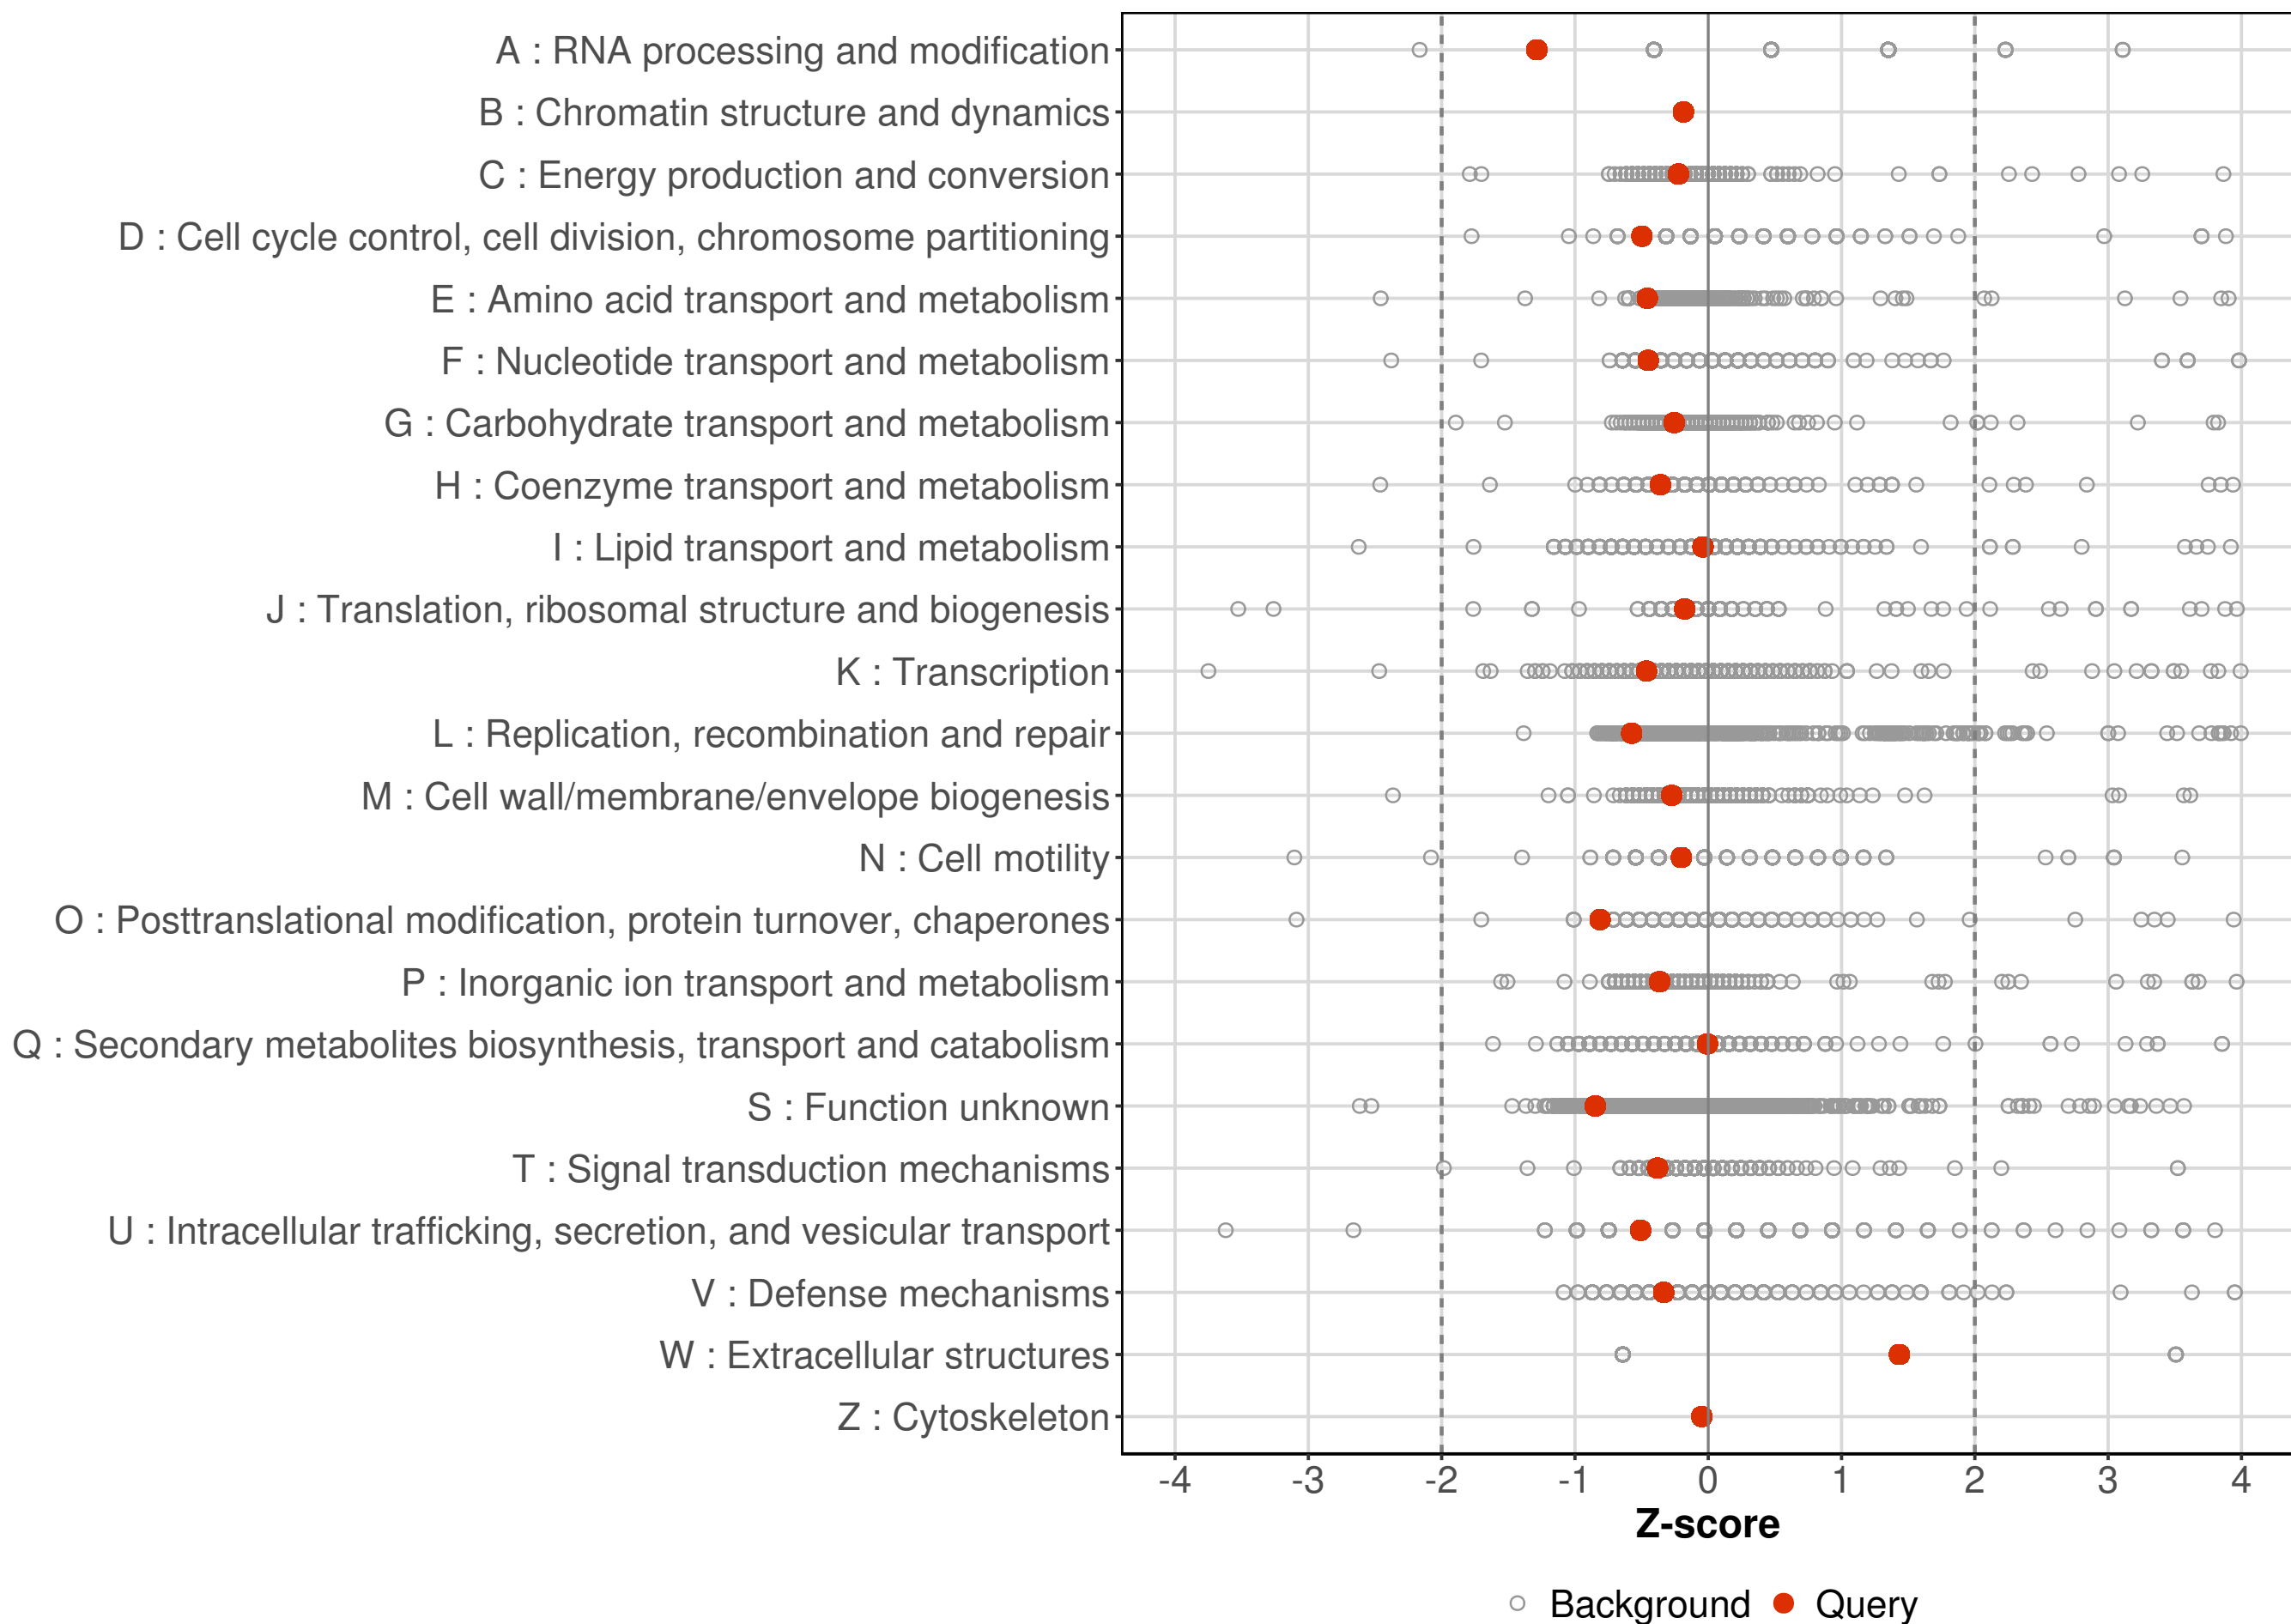 A : RNA processing and modification
B : Chromatin structure and dynamics
C : Energy production and conversion
D : Cell cycle control, cell division, chromosome partitioning
E : Amino acid transport and metabolism
F : Nucleotide transport and metabolism
G : Carbohydrate transport and metabolism
H : Coenzyme transport and metabolism
I : Lipid transport and metabolism
J : Translation, ribosomal structure and biogenesis
K : Transcription
L : Replication, recombination and repair
M : Cell wall/membrane/envelope biogenesis
N : Cell motility
O : Posttranslational modification, protein turnover, chaperones
P : Inorganic ion transport and metabolism
Q : Secondary metabolites biosynthesis, transport and catabolism
S : Function unknown
T : Signal transduction mechanisms
U : Intracellular trafficking, secretion, and vesicular transport
V : Defense mechanisms
W : Extracellular structures
Z : Cytoskeleton
-4 -3 -2 -1 0 1 2 3 4
Z-score
Background Query